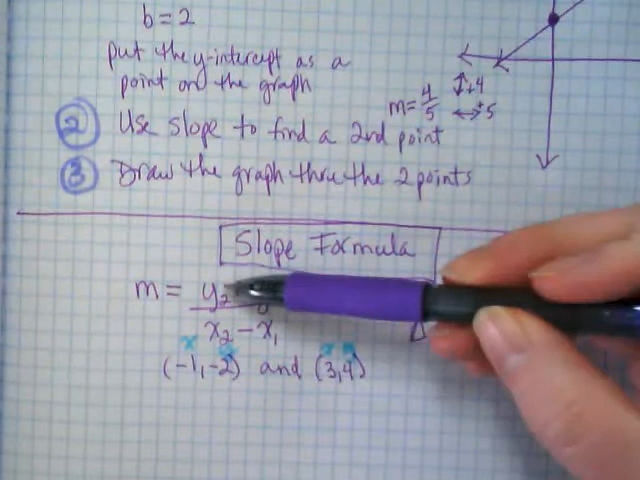 b = 2
put the y-intercept as a
point on the graph
m = 4/5 +4 +5
② Use slope to find a 2nd point
③ Draw the graph thru the 2 points
Slope Formula
m = y₂
x₂ - x₁
x x
(-1, -2) and (3, 4)